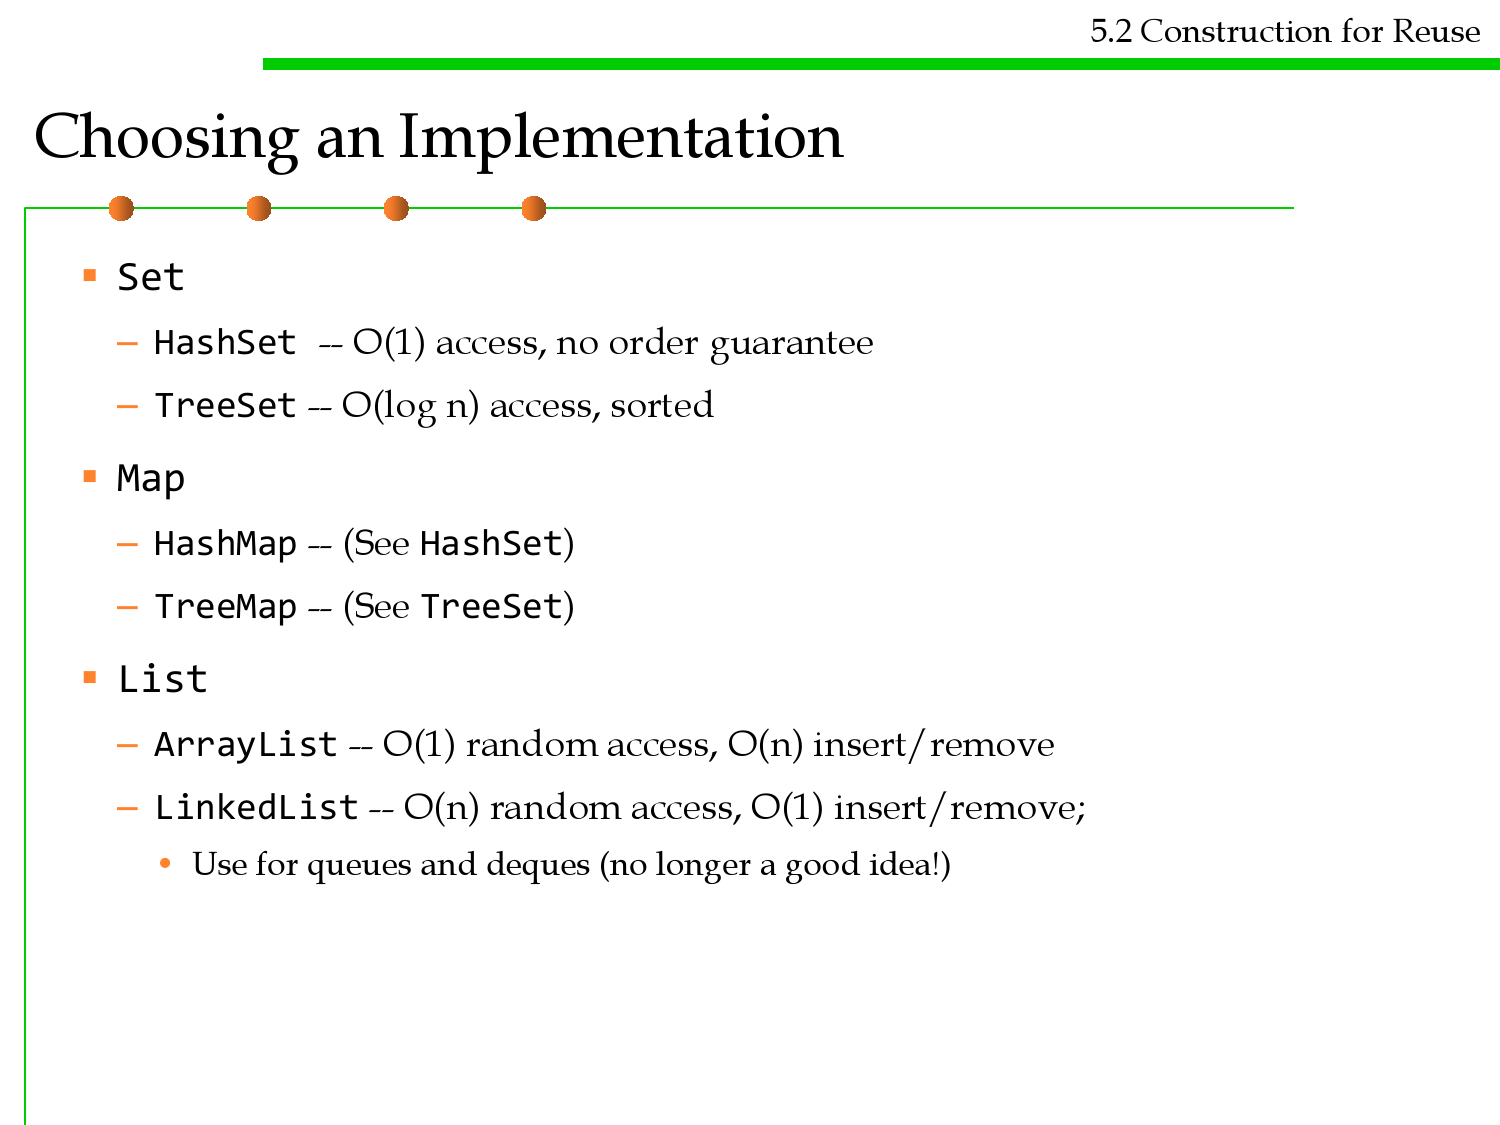 5.2 Construction for Reuse
Choosing an Implementation
▪ Set
– HashSet -- O(1) access, no order guarantee
– TreeSet -- O(log n) access, sorted
▪ Map
– HashMap -- (See HashSet)
– TreeMap -- (See TreeSet)
▪ List
– ArrayList -- O(1) random access, O(n) insert/remove
– LinkedList -- O(n) random access, O(1) insert/remove;
• Use for queues and deques (no longer a good idea!)